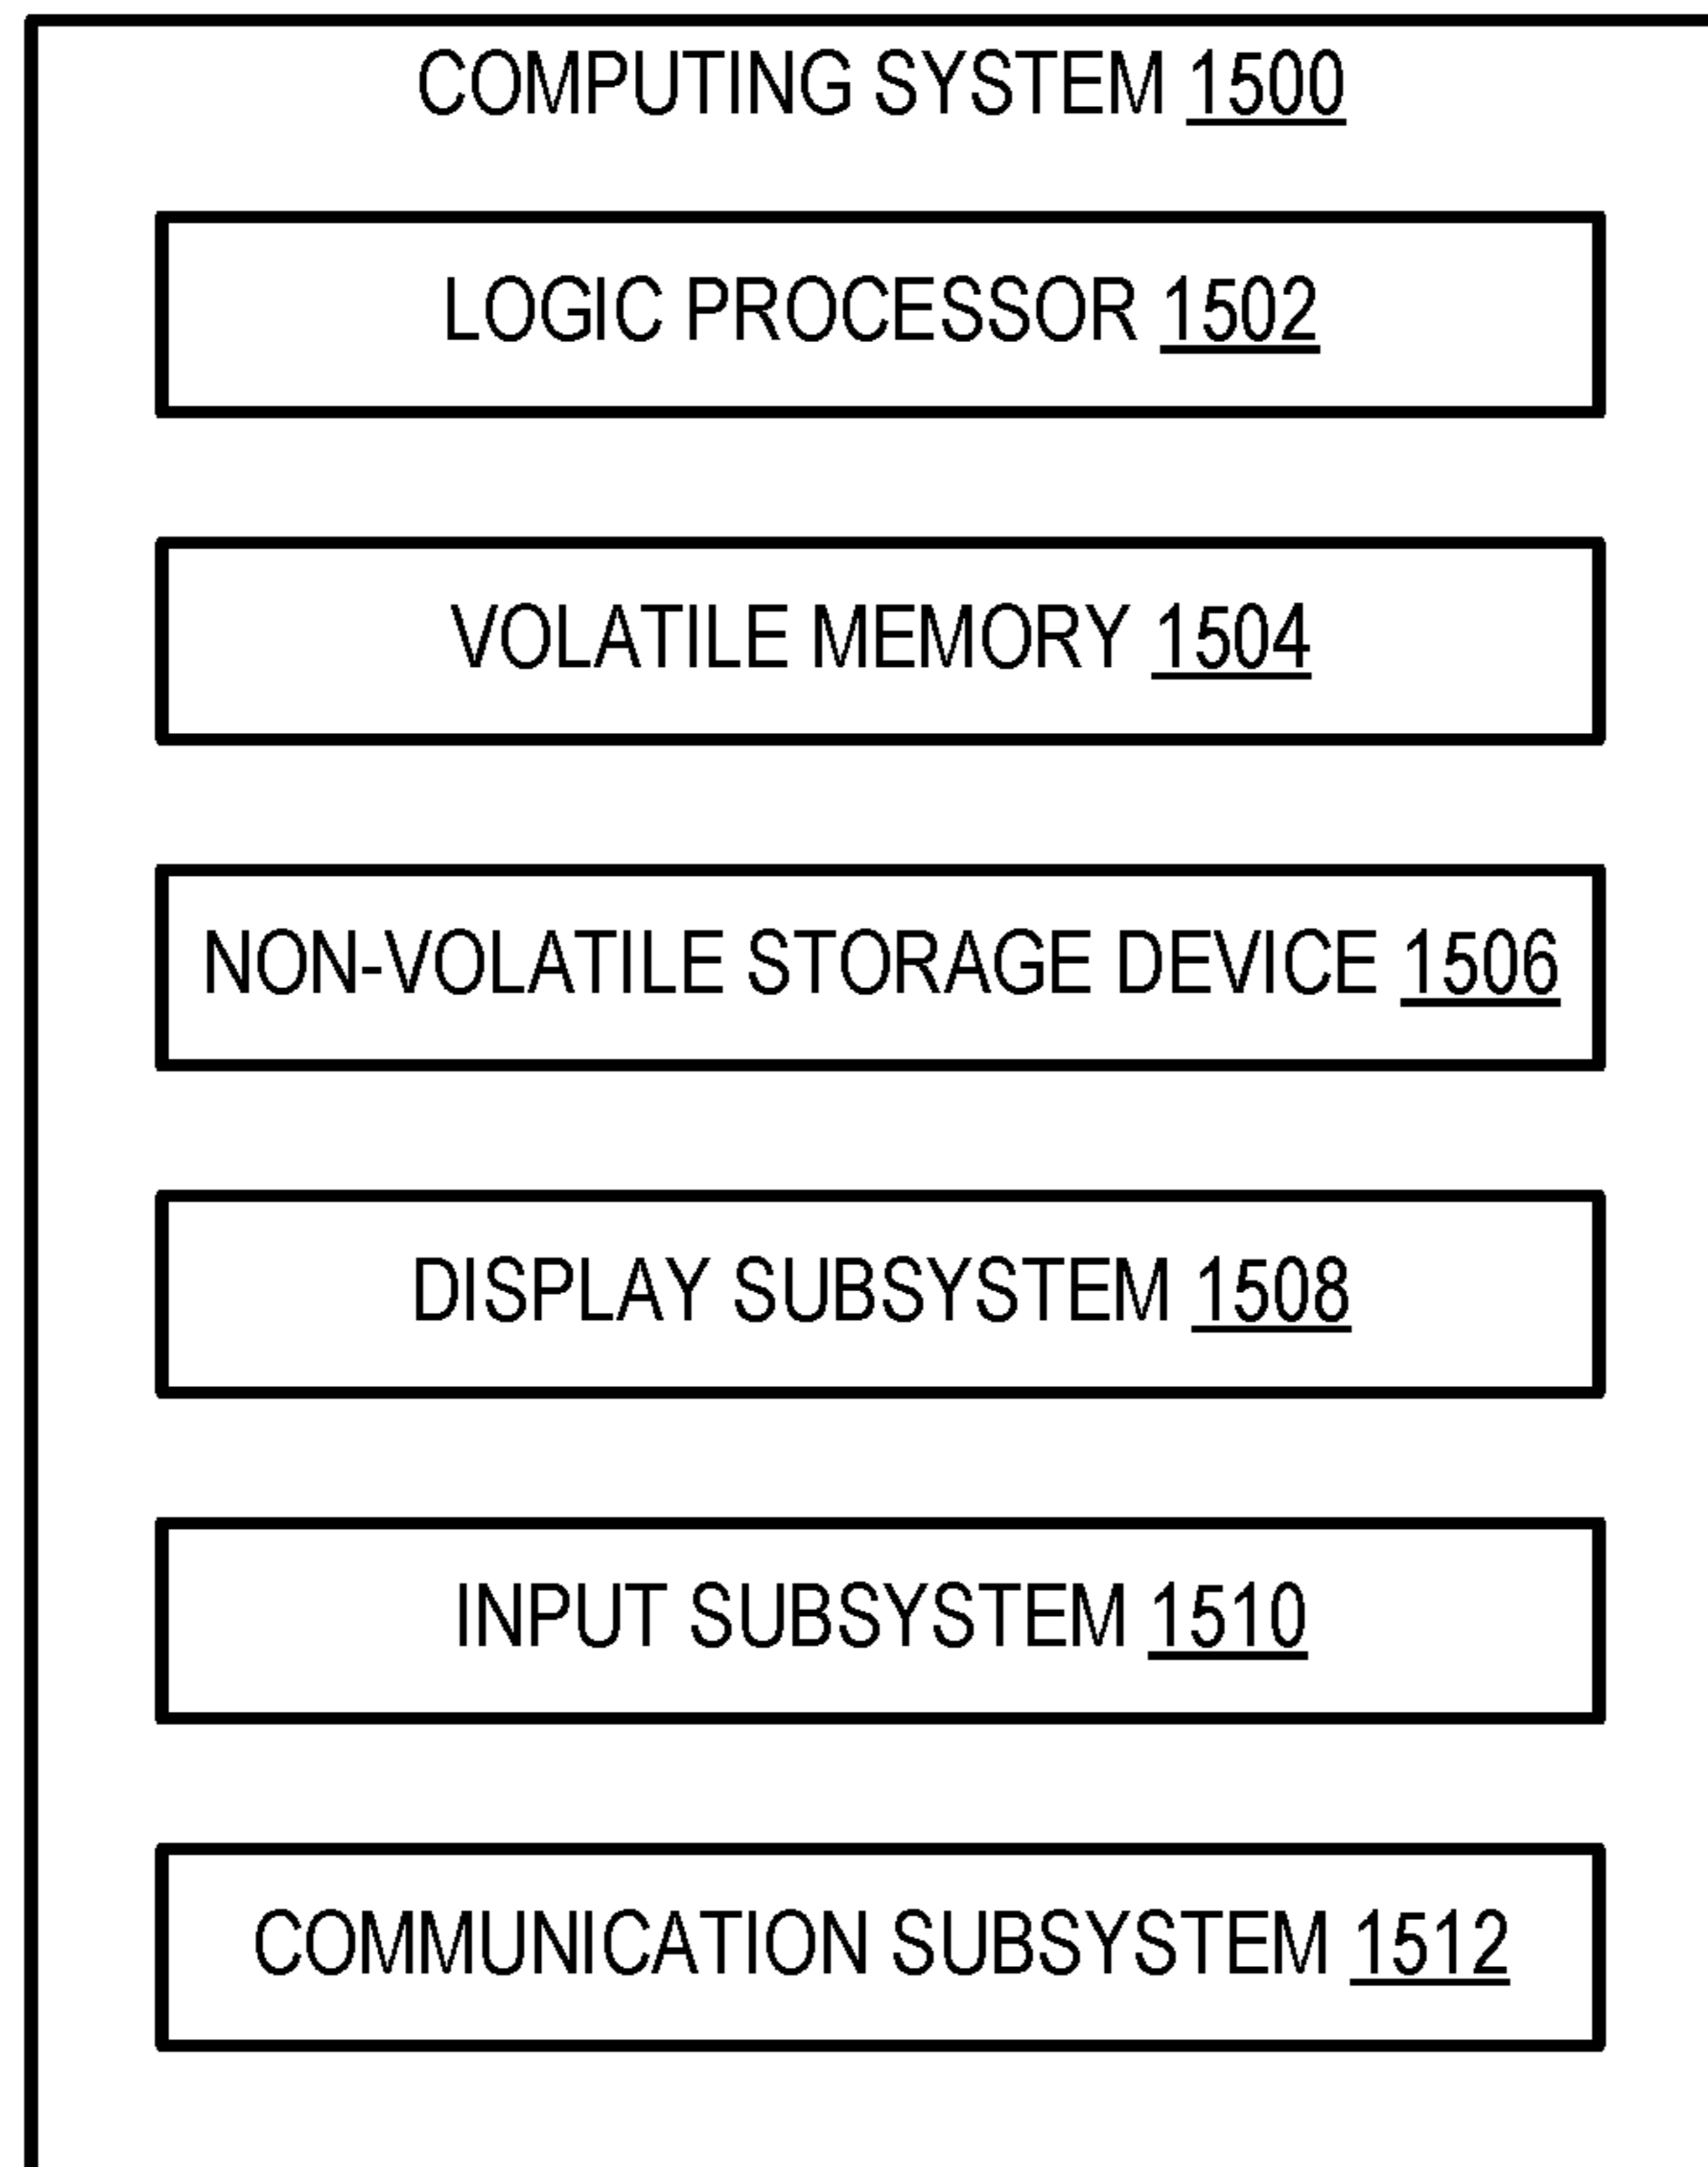 COMPUTING SYSTEM 1500
LOGIC PROCESSOR 1502
VOLATILE MEMORY 1504
NON-VOLATILE STORAGE DEVICE 1506
DISPLAY SUBSYSTEM 1508
INPUT SUBSYSTEM 1510
COMMUNICATION SUBSYSTEM 1512